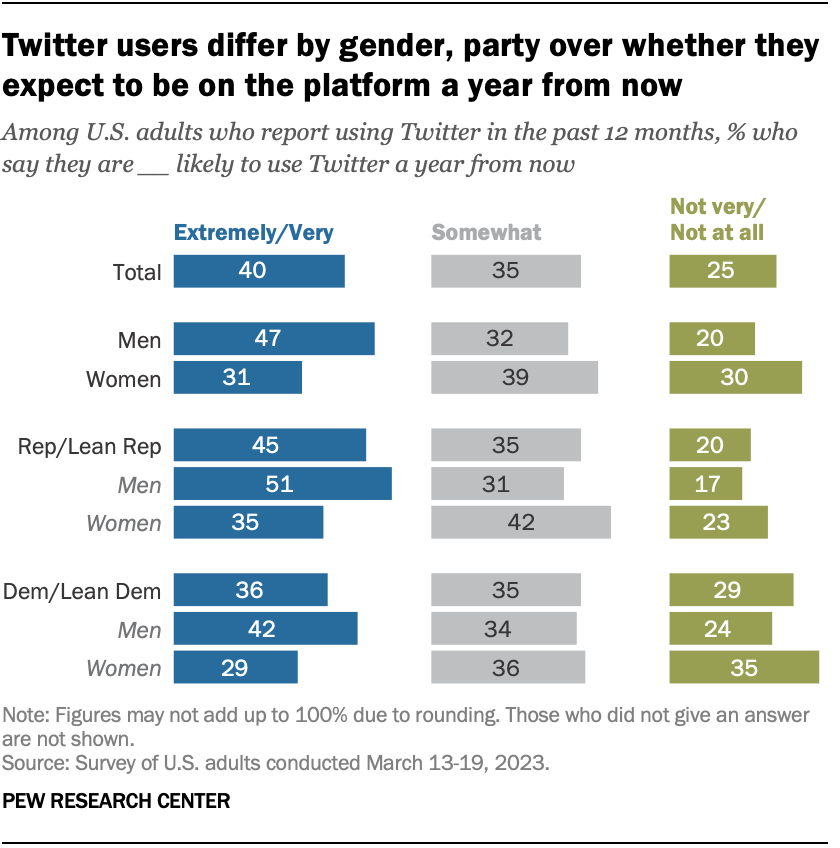 Twitter users differ by gender, party over whether they
expect to be on the platform a year from now
Among U.S. adults who report using Twitter in the past 12 months, % who
say they are __ likely to use Twitter a year from now
Extremely/Very Somewhat Not very/
Not at all
Total 40 35 25
Men 47 32 20
Women 31 39 30
Rep/Lean Rep 45 35 20
Men 51 31 17
Women 35 42 23
Dem/Lean Dem 36 35 29
Men 42 34 24
Women 29 36 35
Note: Figures may not add up to 100% due to rounding. Those who did not give an answer
are not shown.
Source: Survey of U.S. adults conducted March 13-19, 2023.
PEW RESEARCH CENTER